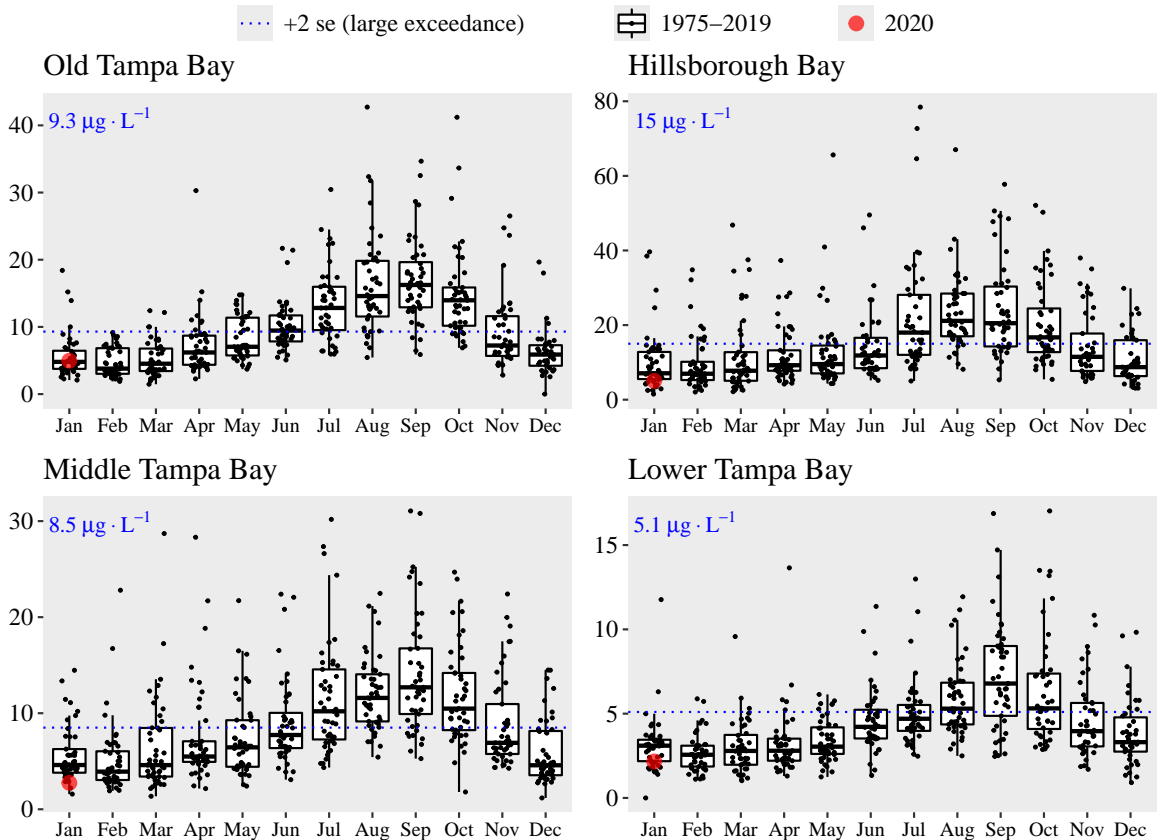 +2 se (large exceedance) 1975–2019 2020
Old Tampa Bay
9.3 μg · L⁻¹
40
30
20
10
0
Jan Feb Mar Apr May Jun Jul Aug Sep Oct Nov Dec
Hillsborough Bay
15 μg · L⁻¹
80
60
40
20
0
Jan Feb Mar Apr May Jun Jul Aug Sep Oct Nov Dec
Middle Tampa Bay
8.5 μg · L⁻¹
30
20
10
0
Jan Feb Mar Apr May Jun Jul Aug Sep Oct Nov Dec
Lower Tampa Bay
5.1 μg · L⁻¹
15
10
5
0
Jan Feb Mar Apr May Jun Jul Aug Sep Oct Nov Dec